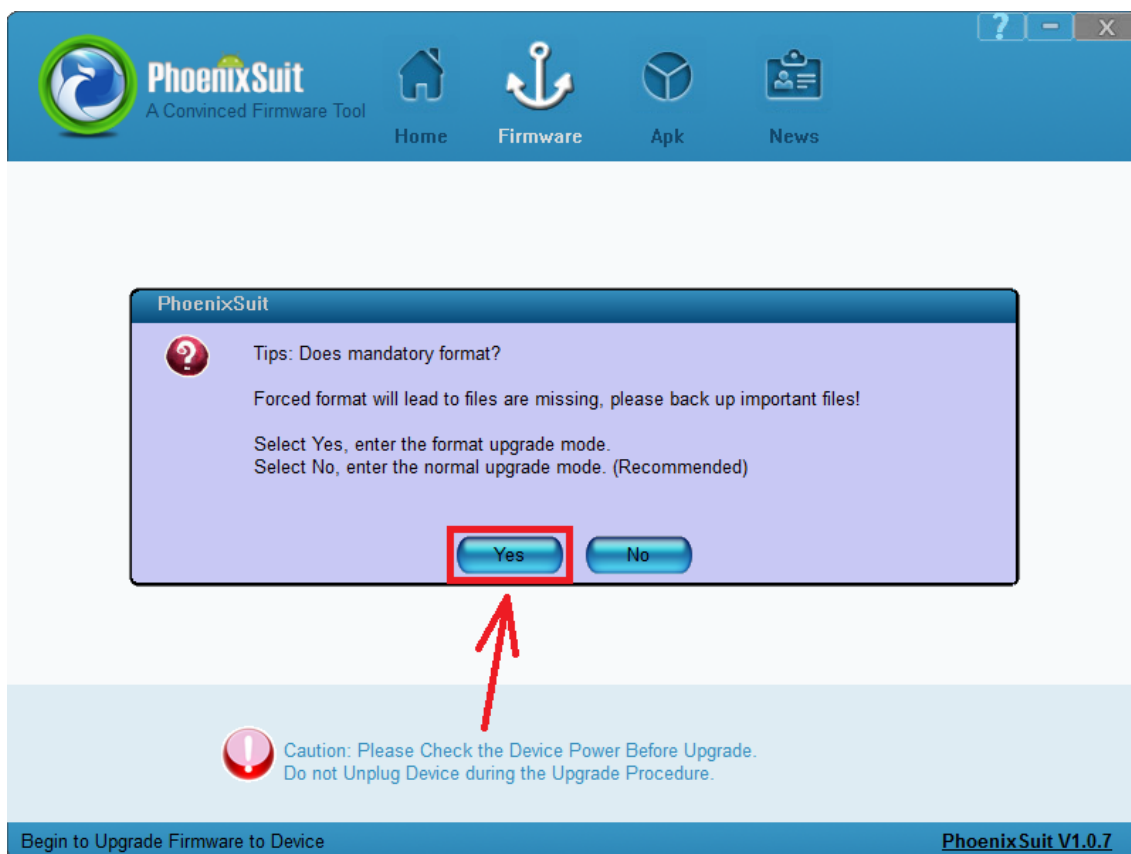 ? - X
PhoenixSuit
A Convinced Firmware Tool
Home Firmware Apk News
PhoenixSuit
? Tips: Does mandatory format?
Forced format will lead to files are missing, please back up important files!
Select Yes, enter the format upgrade mode.
Select No, enter the normal upgrade mode. (Recommended)
Yes No
! Caution: Please Check the Device Power Before Upgrade.
Do not Unplug Device during the Upgrade Procedure.
Begin to Upgrade Firmware to Device PhoenixSuit V1.0.7